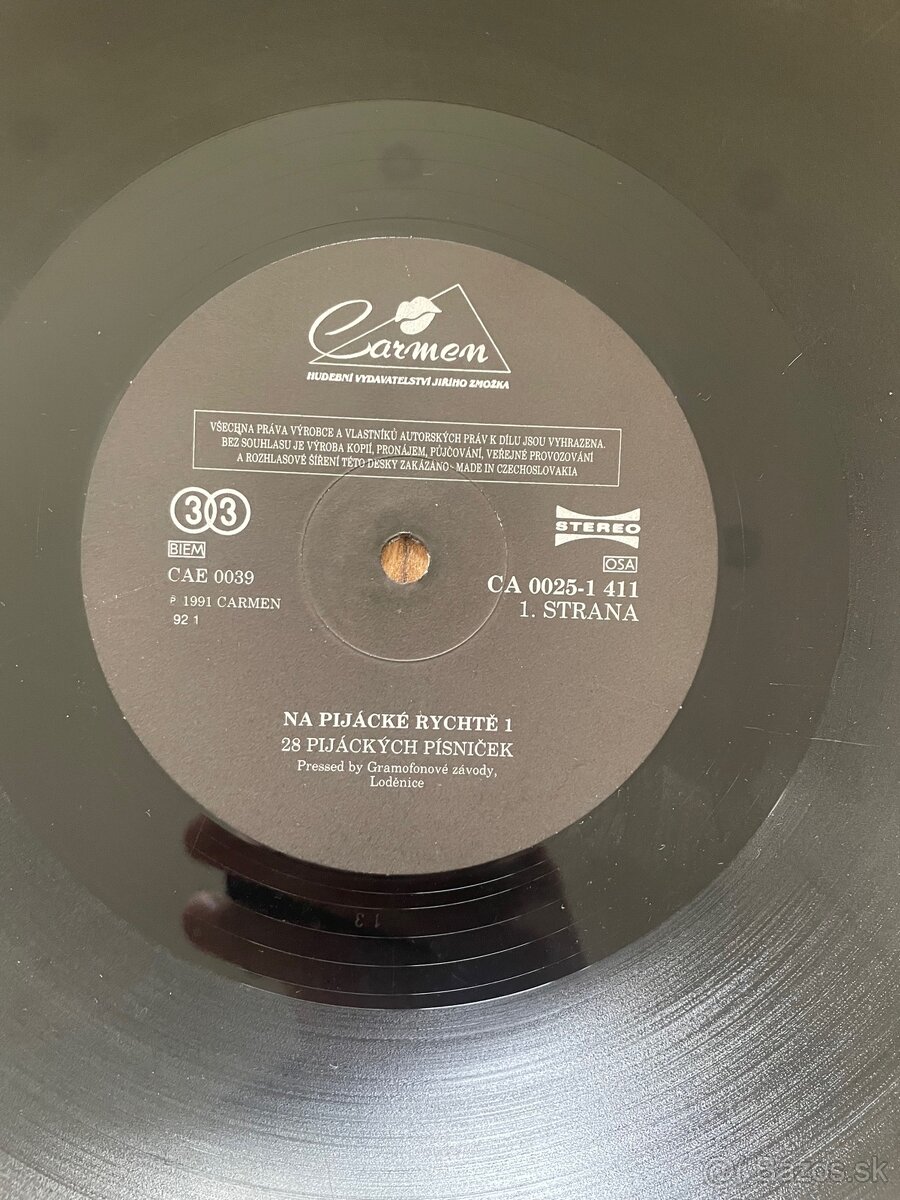 Carmen
HUDEBNÍ VYDAVATELSTVÍ JIŘÍHO ZMOŽKA
VŠECHNA PRÁVA VÝROBCE A VLASTNÍKŮ AUTORSKÝCH PRÁV K DÍLU JSOU VYHRAZENA.
BEZ SOUHLASU JE VÝROBA KOPIÍ, PRONÁJEM, PŮJČOVÁNÍ, VEŘEJNÉ PROVOZOVÁNÍ
A ROZHLASOVÉ ŠÍŘENÍ TÉTO DESKY ZAKÁZÁNO - MADE IN CZECHOSLOVAKIA
33
STEREO
BIEM
OSA
CAE 0039
CA 0025-1 411
℗ 1991 CARMEN
1. STRANA
92 1
NA PIJÁCKÉ RYCHTĚ 1
28 PIJÁCKÝCH PÍSNIČEK
Pressed by Gramofonové závody,
Loděnice
13
@ Bazos.sk